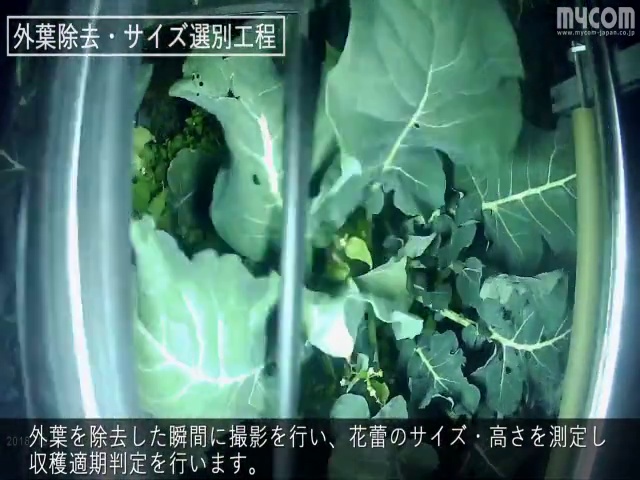 外葉除去・サイズ選別工程
mycom
www.mycom-japan.co.jp
外葉を除去した瞬間に撮影を行い、花蕾のサイズ・高さを測定し
収穫適期判定を行います。